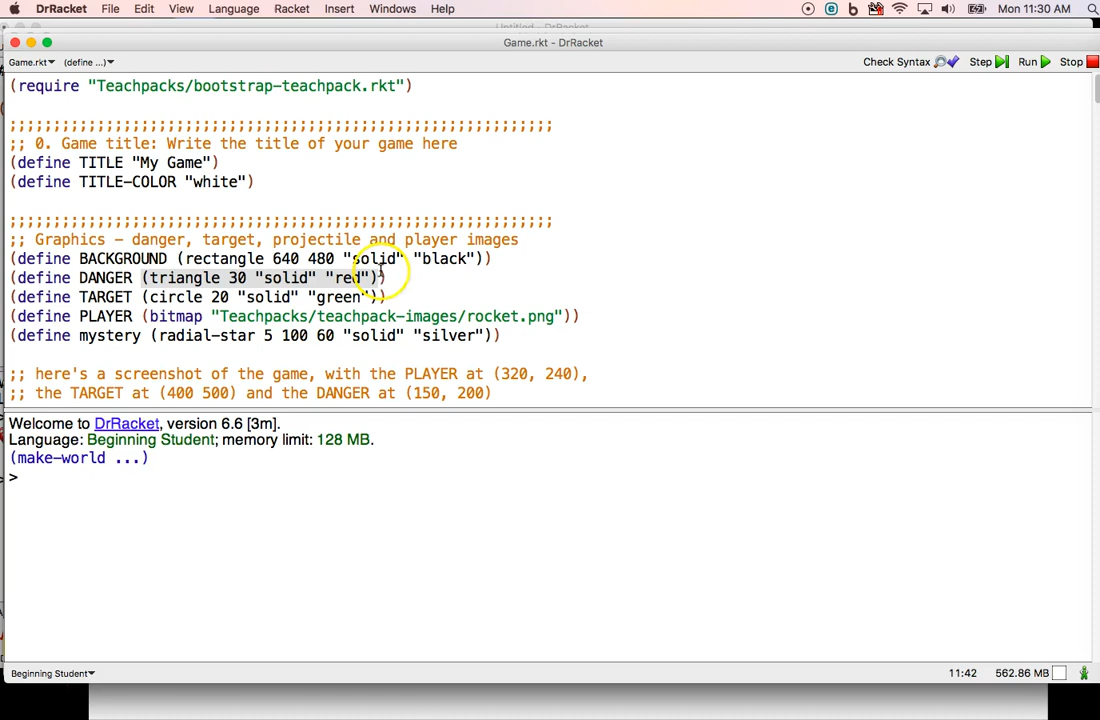 DrRacket File Edit View Language Racket Insert Windows Help Mon 11:30 AM
Game.rkt - DrRacket
Game.rkt (define ...) Check Syntax Step Run Stop
(require "Teachpacks/bootstrap-teachpack.rkt")
;;;;;;;;;;;;;;;;;;;;;;;;;;;;;;;;;;;;;;;;;;;;;;;;;;;;;;;;;;;;;;
;; 0. Game title: Write the title of your game here
(define TITLE "My Game")
(define TITLE-COLOR "white")
;;;;;;;;;;;;;;;;;;;;;;;;;;;;;;;;;;;;;;;;;;;;;;;;;;;;;;;;;;;;;;
;; Graphics - danger, target, projectile and player images
(define BACKGROUND (rectangle 640 480 "solid" "black"))
(define DANGER (triangle 30 "solid" "red"))
(define TARGET (circle 20 "solid" "green"))
(define PLAYER (bitmap "Teachpacks/teachpack-images/rocket.png"))
(define mystery (radial-star 5 100 60 "solid" "silver"))
;; here's a screenshot of the game, with the PLAYER at (320, 240),
;; the TARGET at (400 500) and the DANGER at (150, 200)
Welcome to DrRacket, version 6.6 [3m].
Language: Beginning Student; memory limit: 128 MB.
(make-world ...)
>
Beginning Student 11:42 562.86 MB